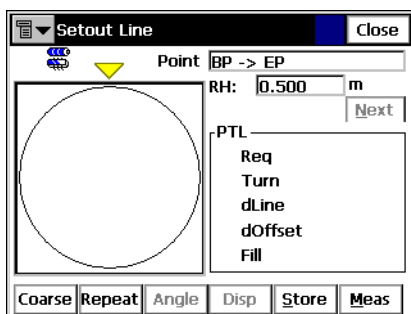 Setout Line Close
Point BP -> EP
RH: 0.500 m
Next
PTL
Req
Turn
dLine
dOffset
Fill
Coarse Repeat Angle Disp Store Meas